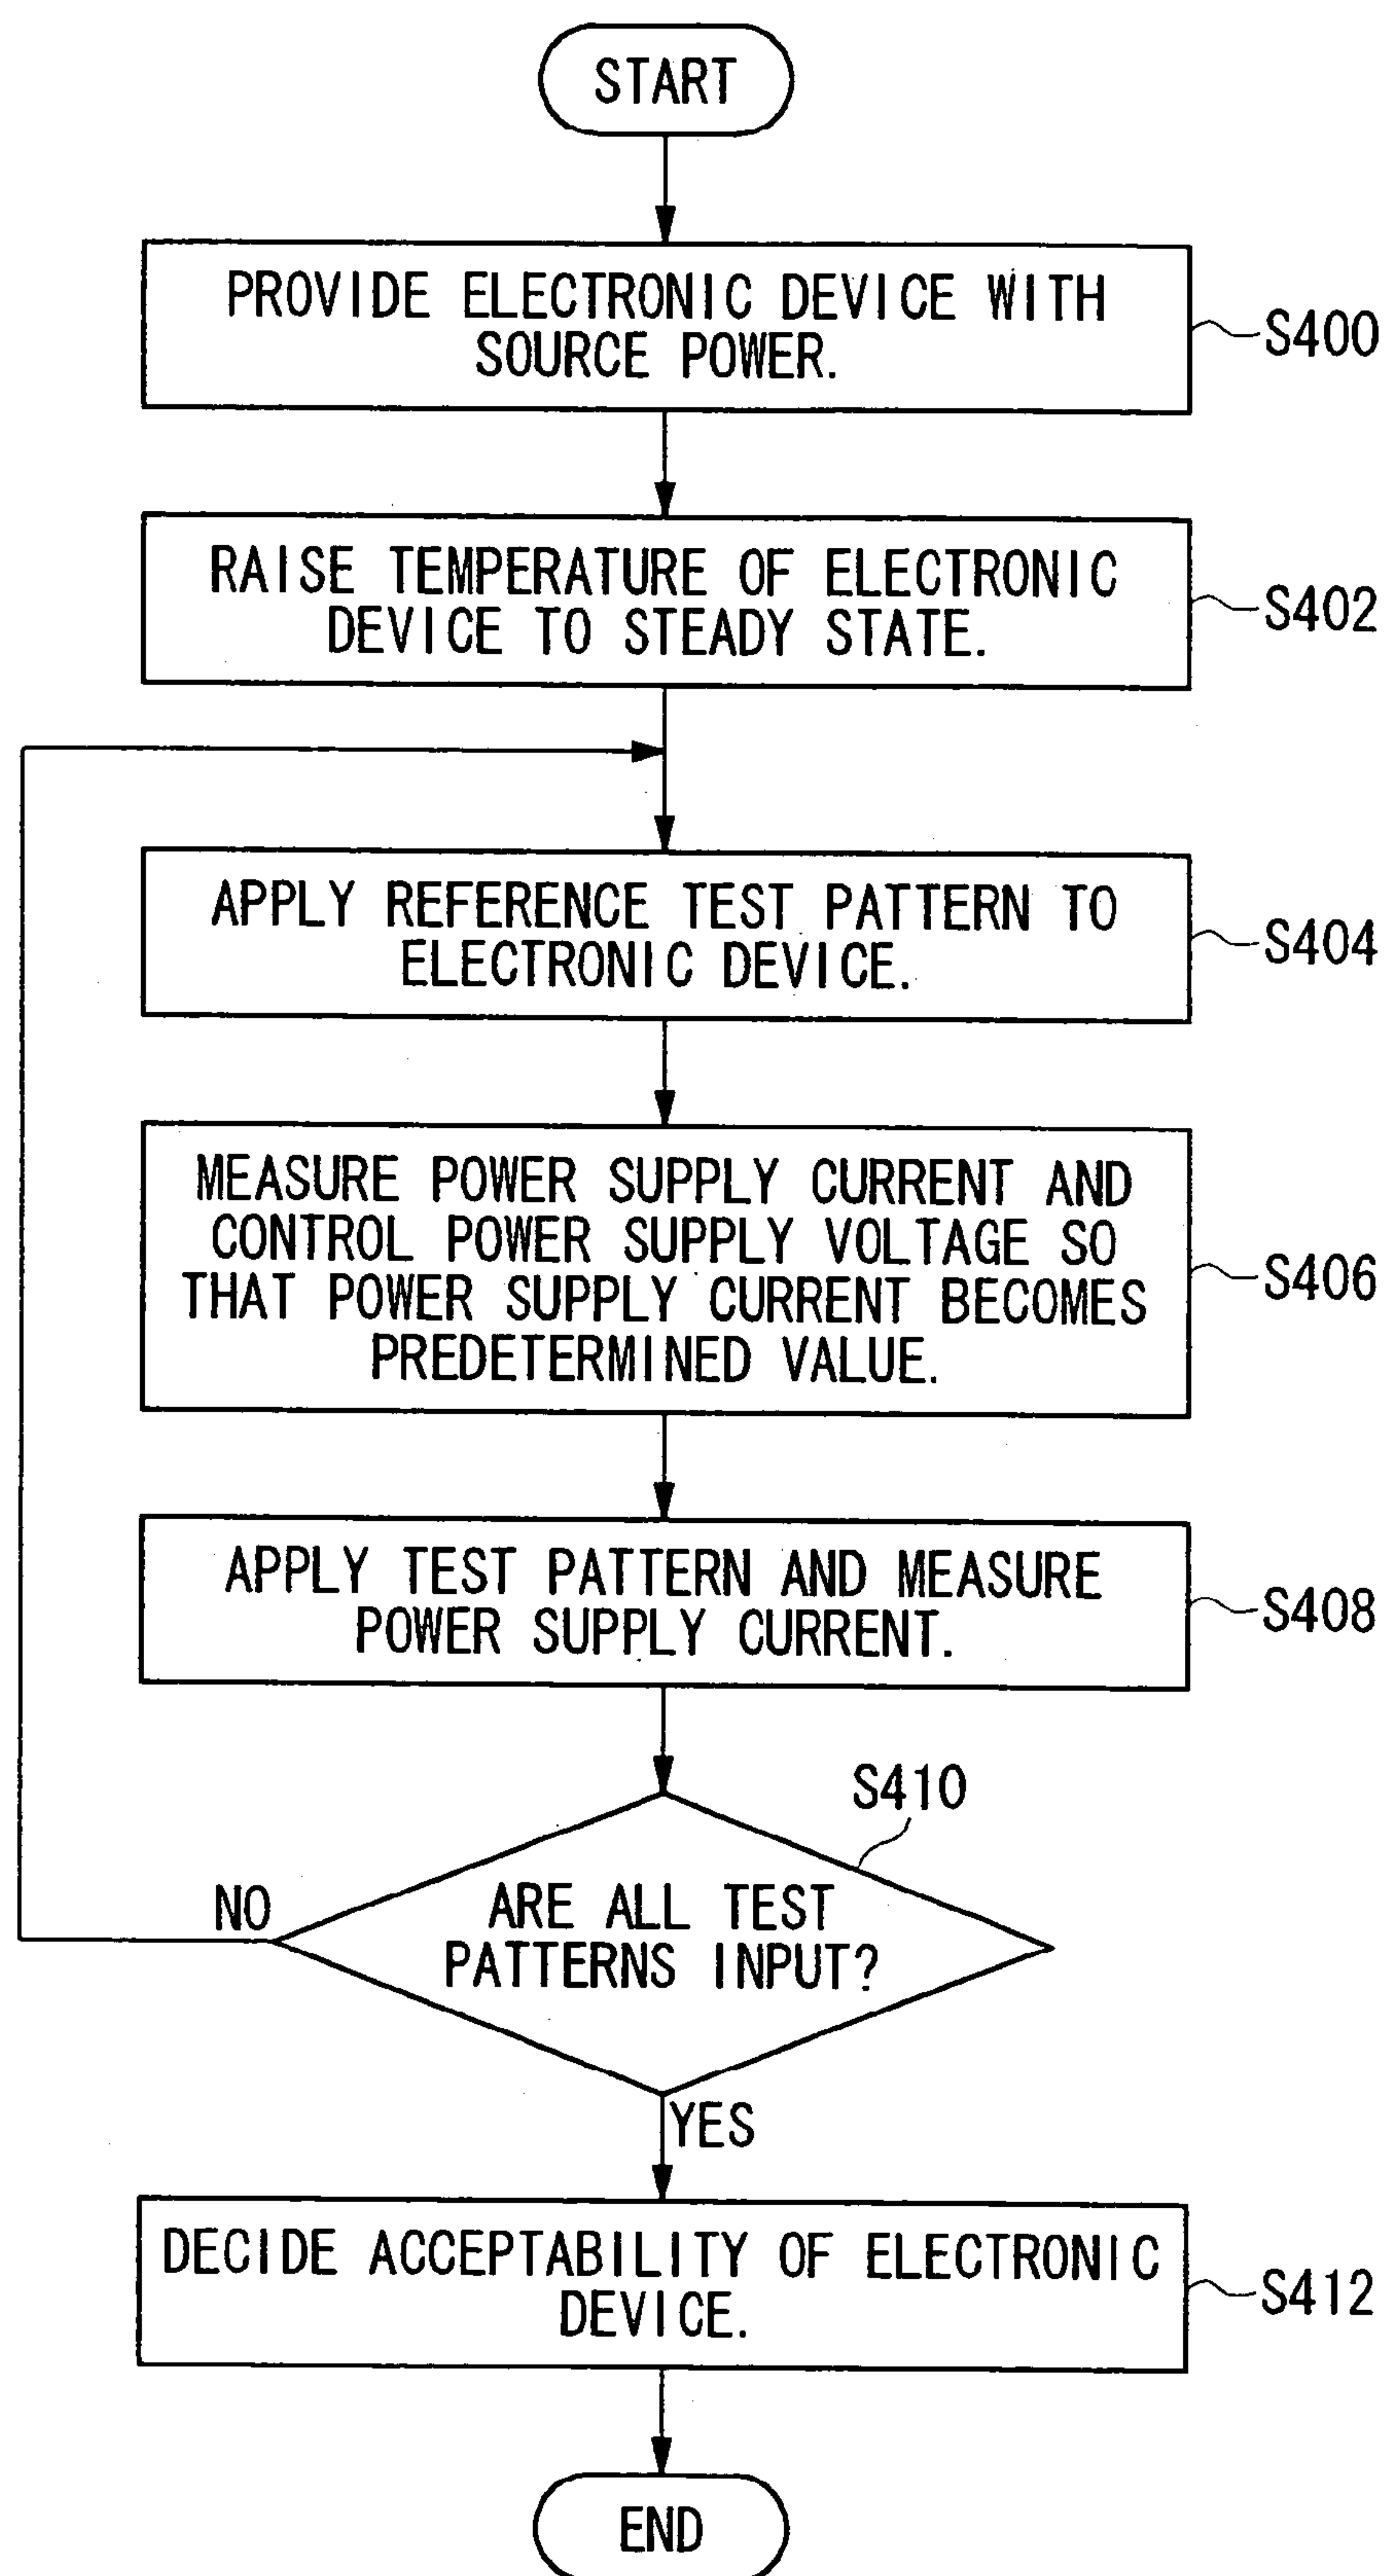 START
PROVIDE ELECTRONIC DEVICE WITH
SOURCE POWER.
S400
RAISE TEMPERATURE OF ELECTRONIC
DEVICE TO STEADY STATE.
S402
APPLY REFERENCE TEST PATTERN TO
ELECTRONIC DEVICE.
S404
MEASURE POWER SUPPLY CURRENT AND
CONTROL POWER SUPPLY VOLTAGE SO
THAT POWER SUPPLY CURRENT BECOMES
PREDETERMINED VALUE.
S406
APPLY TEST PATTERN AND MEASURE
POWER SUPPLY CURRENT.
S408
S410
NO
ARE ALL TEST
PATTERNS INPUT?
YES
DECIDE ACCEPTABILITY OF ELECTRONIC
DEVICE.
S412
END